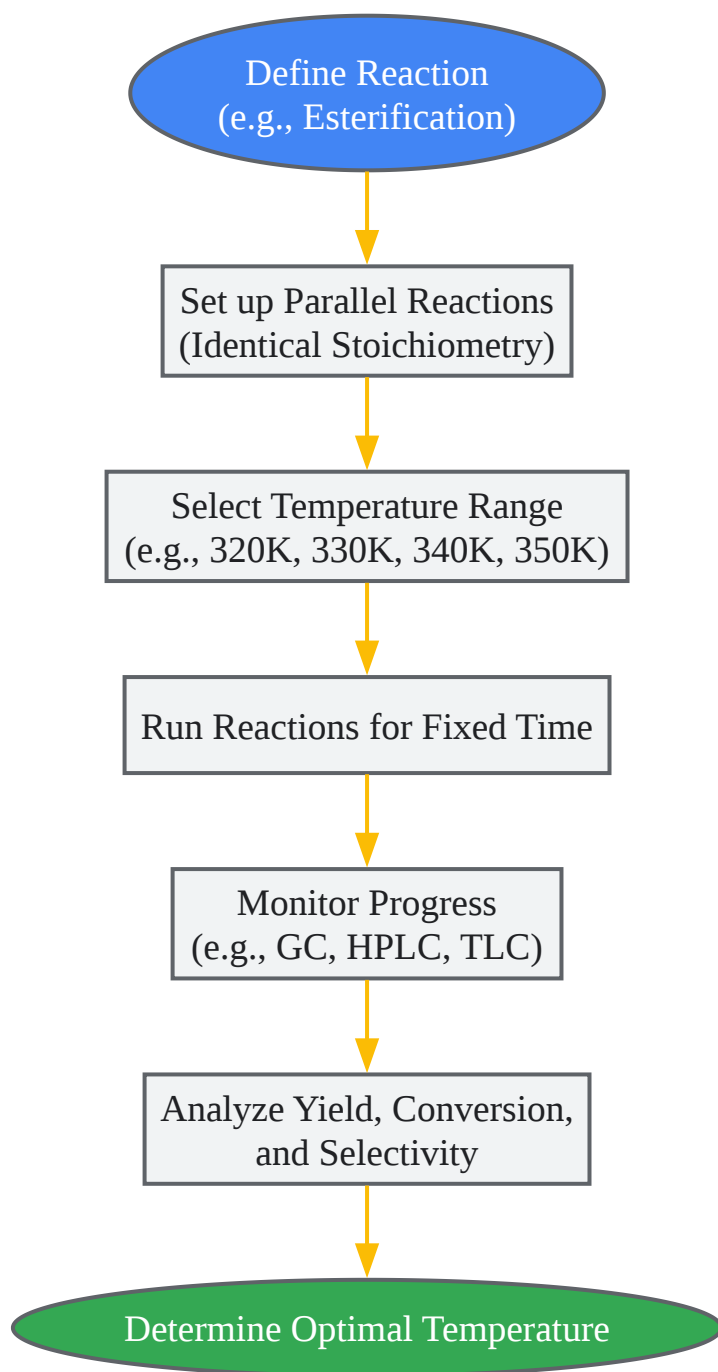 Define Reaction
(e.g., Esterification)
Set up Parallel Reactions
(Identical Stoichiometry)
Select Temperature Range
(e.g., 320K, 330K, 340K, 350K)
Run Reactions for Fixed Time
Monitor Progress
(e.g., GC, HPLC, TLC)
Analyze Yield, Conversion,
and Selectivity
Determine Optimal Temperature